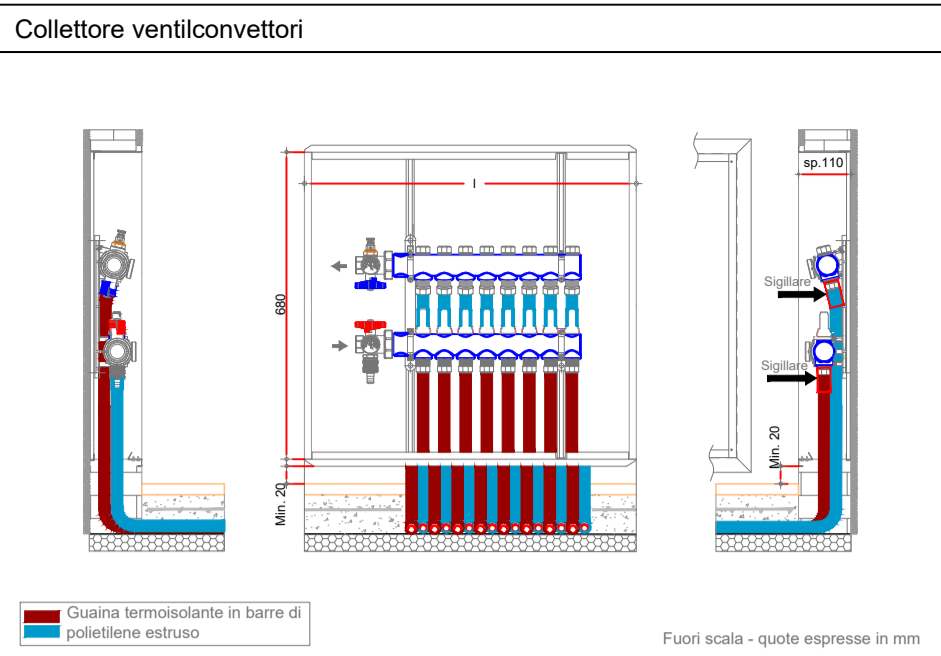 Collettore ventilconvettori
sp.110
l
Sigillare
680
Sigillare
Min. 20
Min. 20
Guaina termoisolante in barre di
polietilene estruso
Fuori scala - quote espresse in mm